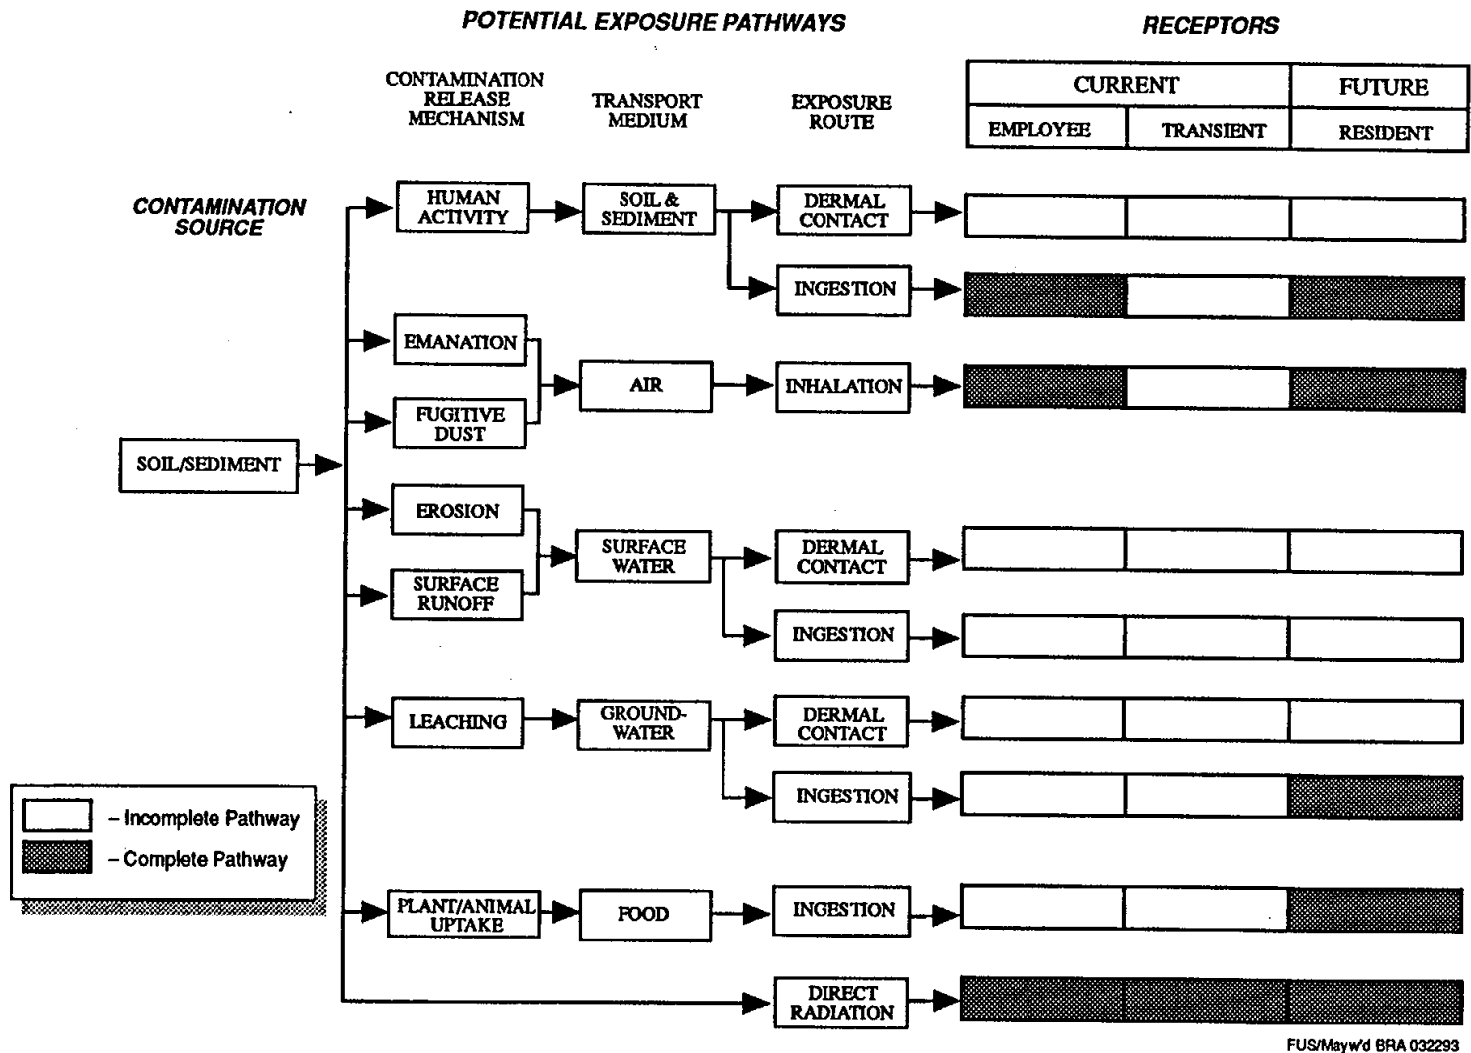 POTENTIAL EXPOSURE PATHWAYS
RECEPTORS
CONTAMINATION
RELEASE
MECHANISM
TRANSPORT
MEDIUM
EXPOSURE
ROUTE
CURRENT
FUTURE
EMPLOYEE
TRANSIENT
RESIDENT
CONTAMINATION
SOURCE
HUMAN
ACTIVITY
SOIL &
SEDIMENT
DERMAL
CONTACT
INGESTION
EMANATION
AIR
INHALATION
FUGITIVE
DUST
SOIL/SEDIMENT
EROSION
SURFACE
WATER
DERMAL
CONTACT
SURFACE
RUNOFF
INGESTION
LEACHING
GROUND-
WATER
DERMAL
CONTACT
INGESTION
– Incomplete Pathway
– Complete Pathway
PLANT/ANIMAL
UPTAKE
FOOD
INGESTION
DIRECT
RADIATION
FUS/Mayw'd BRA 032293